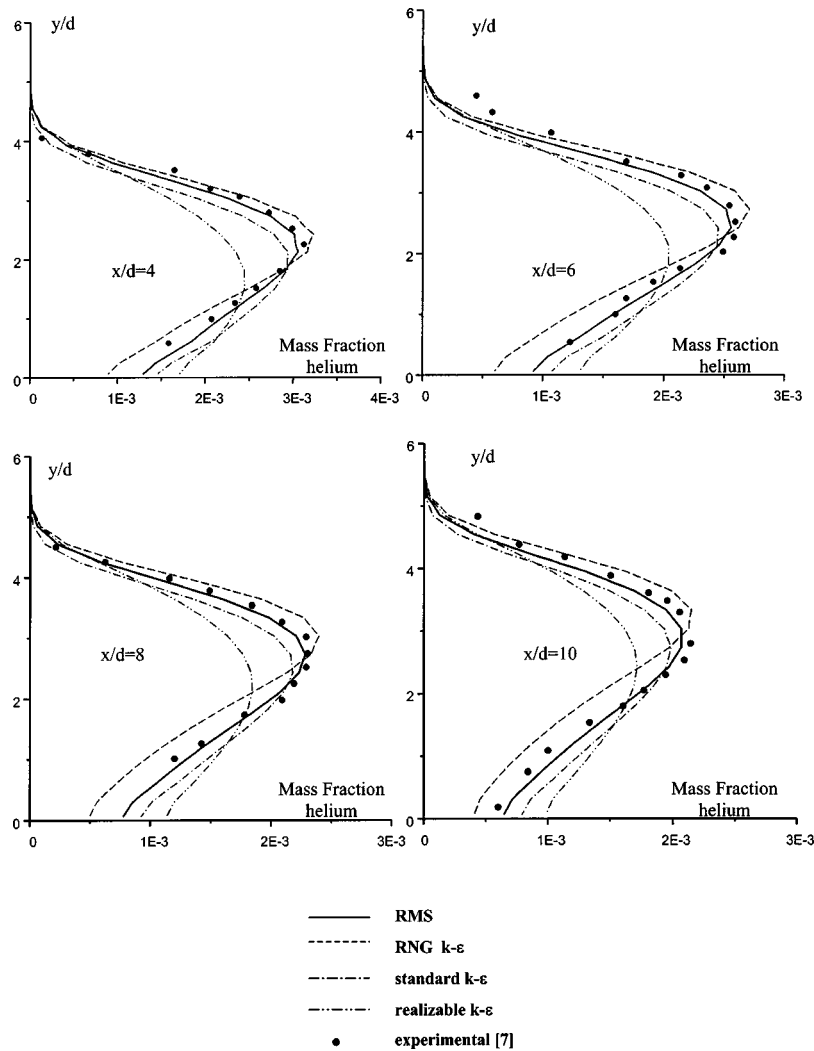 6
y/d
4
2
0
x/d=4
Mass Fraction
helium
0
1E-3
2E-3
3E-3
4E-3
6
y/d
4
2
0
x/d=6
Mass Fraction
helium
0
1E-3
2E-3
3E-3
6
y/d
4
2
0
x/d=8
Mass Fraction
helium
0
1E-3
2E-3
3E-3
6
y/d
4
2
0
x/d=10
Mass Fraction
helium
0
1E-3
2E-3
3E-3
RMS
RNG k-ε
standard k-ε
realizable k-ε
experimental [7]